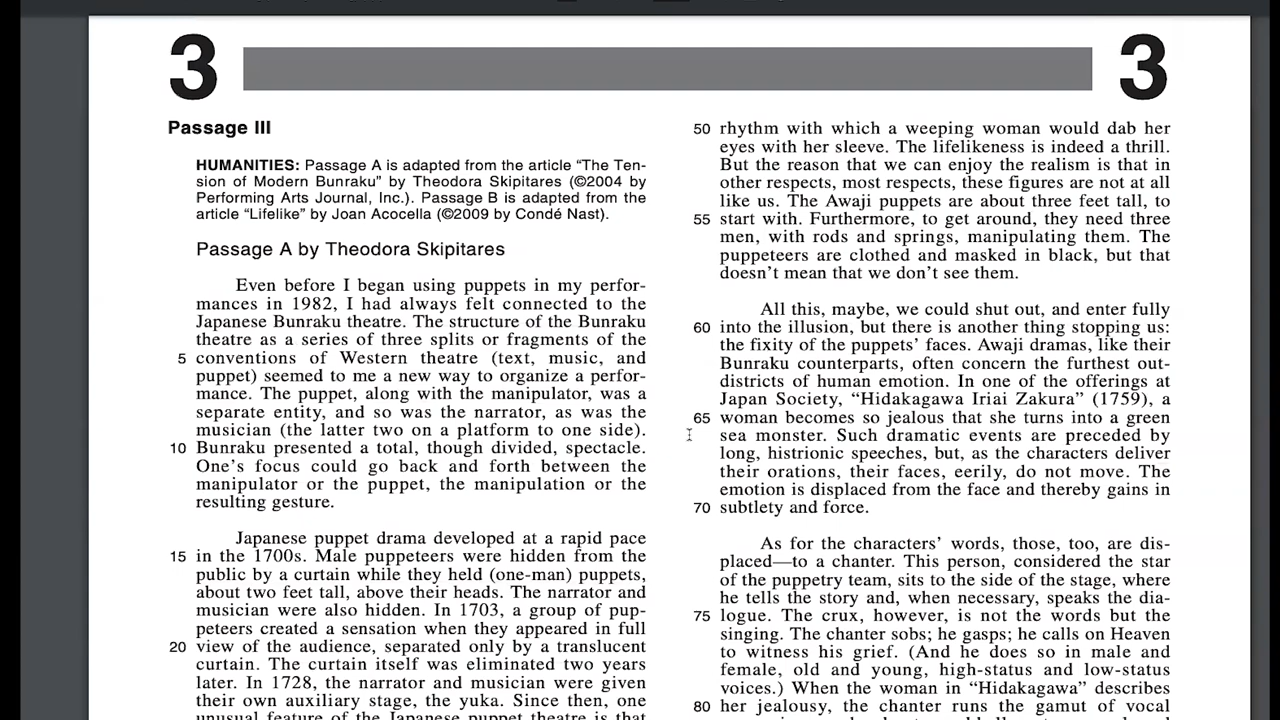 3 3
Passage III
HUMANITIES: Passage A is adapted from the article “The Ten-
sion of Modern Bunraku” by Theodora Skipitares (©2004 by
Performing Arts Journal, Inc.). Passage B is adapted from the
article “Lifelike” by Joan Acocella (©2009 by Condé Nast).
Passage A by Theodora Skipitares
Even before I began using puppets in my perfor-
mances in 1982, I had always felt connected to the
Japanese Bunraku theatre. The structure of the Bunraku
theatre as a series of three splits or fragments of the
5 conventions of Western theatre (text, music, and
puppet) seemed to me a new way to organize a perfor-
mance. The puppet, along with the manipulator, was a
separate entity, and so was the narrator, as was the
musician (the latter two on a platform to one side).
10 Bunraku presented a total, though divided, spectacle.
One’s focus could go back and forth between the
manipulator or the puppet, the manipulation or the
resulting gesture.
Japanese puppet drama developed at a rapid pace
15 in the 1700s. Male puppeteers were hidden from the
public by a curtain while they held (one-man) puppets,
about two feet tall, above their heads. The narrator and
musician were also hidden. In 1703, a group of pup-
peteers created a sensation when they appeared in full
20 view of the audience, separated only by a translucent
curtain. The curtain itself was eliminated two years
later. In 1728, the narrator and musician were given
their own auxiliary stage, the yuka. Since then, one
unusual feature of the Japanese puppet theatre is that
50 rhythm with which a weeping woman would dab her
eyes with her sleeve. The lifelikeness is indeed a thrill.
But the reason that we can enjoy the realism is that in
other respects, most respects, these figures are not at all
like us. The Awaji puppets are about three feet tall, to
55 start with. Furthermore, to get around, they need three
men, with rods and springs, manipulating them. The
puppeteers are clothed and masked in black, but that
doesn’t mean that we don’t see them.
All this, maybe, we could shut out, and enter fully
60 into the illusion, but there is another thing stopping us:
the fixity of the puppets’ faces. Awaji dramas, like their
Bunraku counterparts, often concern the furthest out-
districts of human emotion. In one of the offerings at
Japan Society, “Hidakagawa Iriai Zakura” (1759), a
65 woman becomes so jealous that she turns into a green
sea monster. Such dramatic events are preceded by
long, histrionic speeches, but, as the characters deliver
their orations, their faces, eerily, do not move. The
emotion is displaced from the face and thereby gains in
70 subtlety and force.
As for the characters’ words, those, too, are dis-
placed—to a chanter. This person, considered the star
of the puppetry team, sits to the side of the stage, where
he tells the story and, when necessary, speaks the dia-
75 logue. The crux, however, is not the words but the
singing. The chanter sobs; he gasps; he calls on Heaven
to witness his grief. (And he does so in male and
female, old and young, high-status and low-status
voices.) When the woman in “Hidakagawa” describes
80 her jealousy, the chanter runs the gamut of vocal